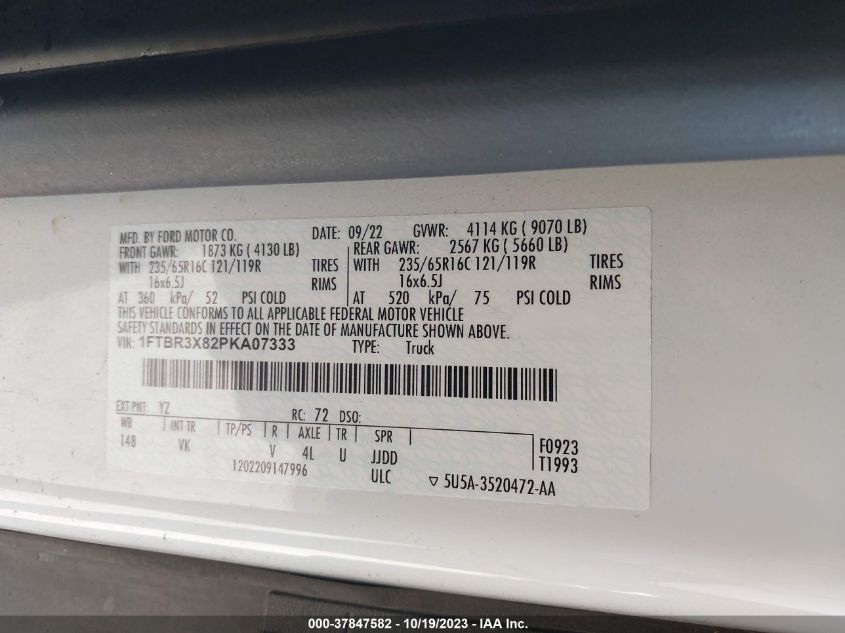 MFD. BY FORD MOTOR CO. DATE: 09/22 GVWR: 4114 KG ( 9070 LB)
FRONT GAWR: 1873 KG ( 4130 LB) REAR GAWR: 2567 KG ( 5660 LB)
WITH 235/65R16C 121/119R TIRES WITH 235/65R16C 121/119R TIRES
16x6.5J RIMS 16x6.5J RIMS
AT 360 kPa/ 52 PSI COLD AT 520 kPa/ 75 PSI COLD
THIS VEHICLE CONFORMS TO ALL APPLICABLE FEDERAL MOTOR VEHICLE
SAFETY STANDARDS IN EFFECT ON THE DATE OF MANUFACTURE SHOWN ABOVE.
VIN: 1FTBR3X82PKA07333 TYPE: Truck
EXT PNT: YZ RC: 72 DSO:
WB INT TR TP/PS R AXLE TR SPR
148 VK V 4L U JJDD
F0923
T1993
1202209147996 ULC
5U5A-3520472-AA
000-37847582 - 10/19/2023 - IAA Inc.